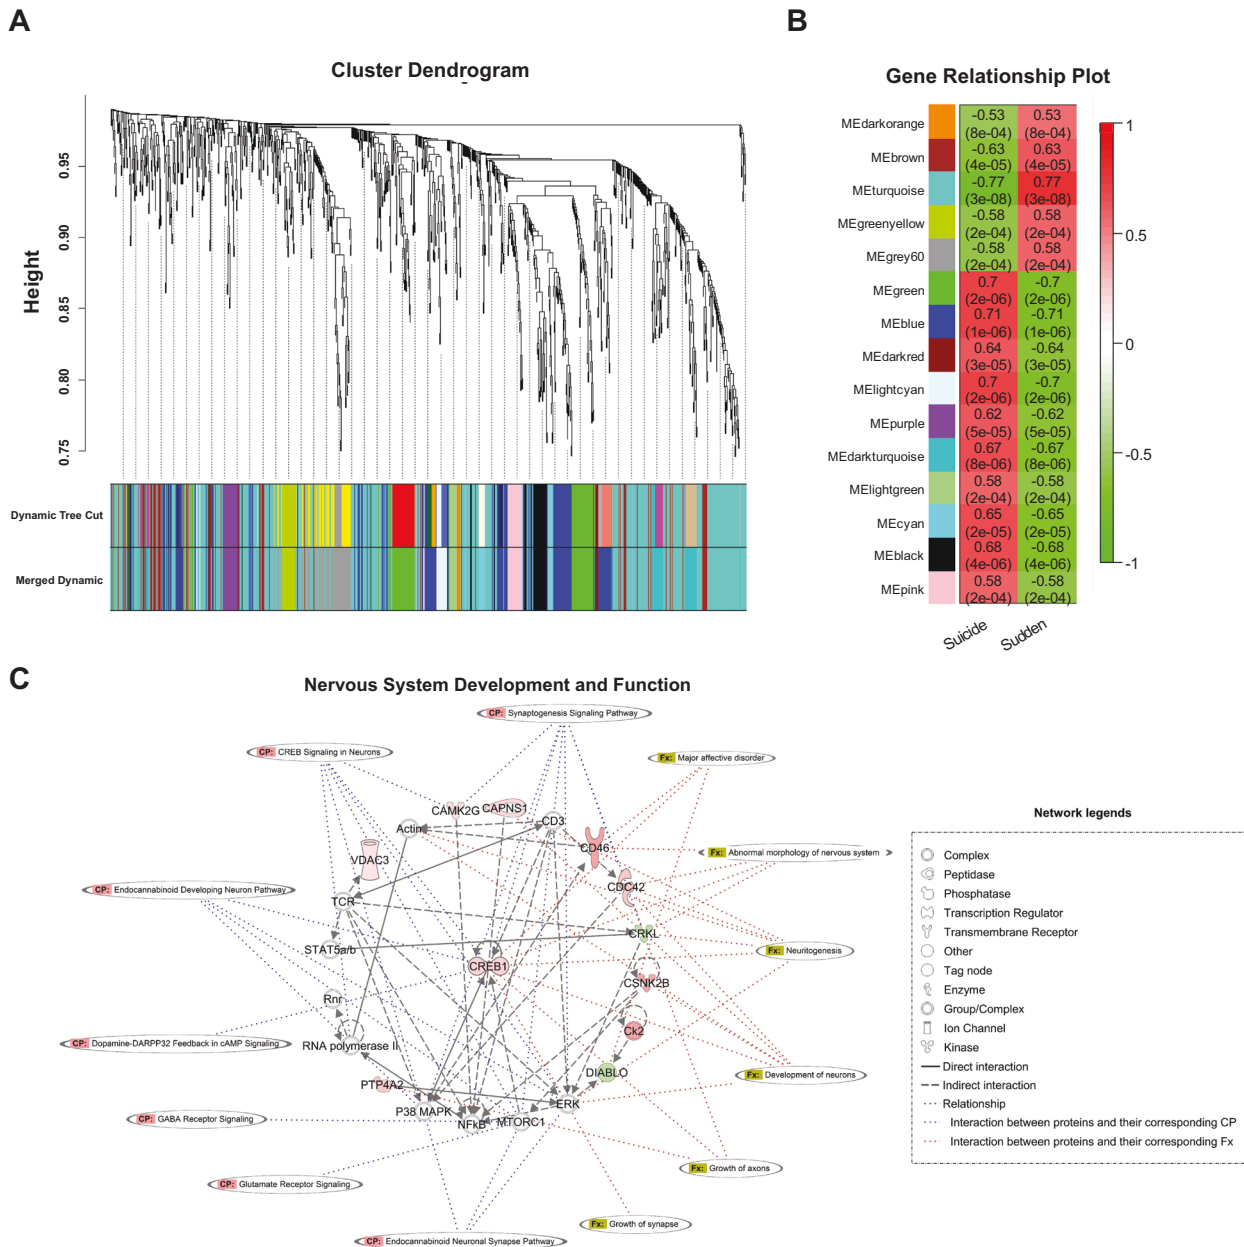 A
Cluster Dendrogram
Height
0.95
0.90
0.85
0.80
0.75
Dynamic Tree Cut
Merged Dynamic
B
Gene Relationship Plot
MEdarkorange -0.53 0.53
(8e-04) (8e-04)
MEbrown -0.63 0.63
(4e-05) (4e-05)
MEturquoise -0.77 0.77
(3e-08) (3e-08)
MEgreenyellow -0.58 0.58
(2e-04) (2e-04)
MEgrey60 -0.58 0.58
(2e-04) (2e-04)
MEgreen 0.7 -0.7
(2e-06) (2e-06)
MEblue 0.71 -0.71
(1e-06) (1e-06)
MEdarkred 0.64 -0.64
(3e-05) (3e-05)
MElightcyan 0.7 -0.7
(2e-06) (2e-06)
MEpurple 0.62 -0.62
(5e-05) (5e-05)
MEdarkturquoise 0.67 -0.67
(8e-06) (8e-06)
MElightgreen 0.58 -0.58
(2e-04) (2e-04)
MEcyan 0.65 -0.65
(2e-05) (2e-05)
MEblack 0.68 -0.68
(4e-06) (4e-06)
MEpink 0.58 -0.58
(2e-04) (2e-04)
Suicide Sudden
1
0.5
0
-0.5
-1
C
Nervous System Development and Function
CP: Synaptogenesis Signaling Pathway
CP: CREB Signaling in Neurons
Fx: Major affective disorder
CAMK2G
CAPNS1
Actin
CD3
CD46
VDAC3
Fx: Abnormal morphology of nervous system
CDC42
CP: Endocannabinoid Developing Neuron Pathway
TCR
CRKL
STAT5a/b
Fx: Neuritogenesis
CREB1
CSNK2B
Rnr
Ck2
CP: Dopamine-DARPP32 Feedback in cAMP Signaling
RNA polymerase II
DIABLO
Fx: Development of neurons
PTP4A2
ERK
P38 MAPK
NFkB
MTORC1
CP: GABA Receptor Signaling
Fx: Growth of axons
CP: Glutamate Receptor Signaling
Fx: Growth of synapse
CP: Endocannabinoid Neuronal Synapse Pathway
Network legends
Complex
Peptidase
Phosphatase
Transcription Regulator
Transmembrane Receptor
Other
Tag node
Enzyme
Group/Complex
Ion Channel
Kinase
Direct interaction
Indirect interaction
Relationship
Interaction between proteins and their corresponding CP
Interaction between proteins and their corresponding Fx